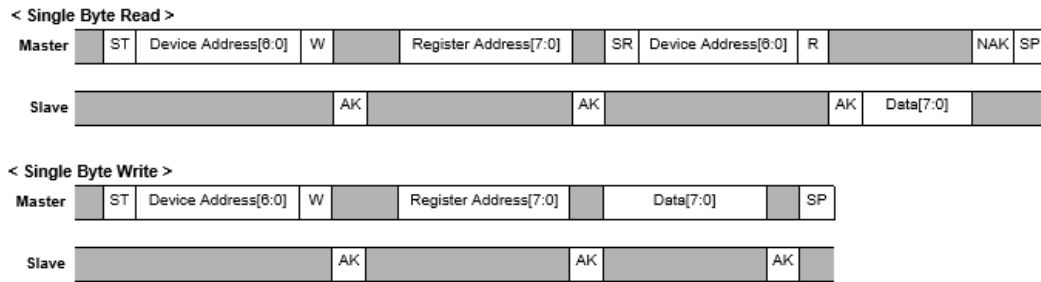 < Single Byte Read >
Master ST Device Address[6:0] W Register Address[7:0] SR Device Address[6:0] R NAK SP
Slave AK AK AK Data[7:0]
< Single Byte Write >
Master ST Device Address[6:0] W Register Address[7:0] Data[7:0] SP
Slave AK AK AK